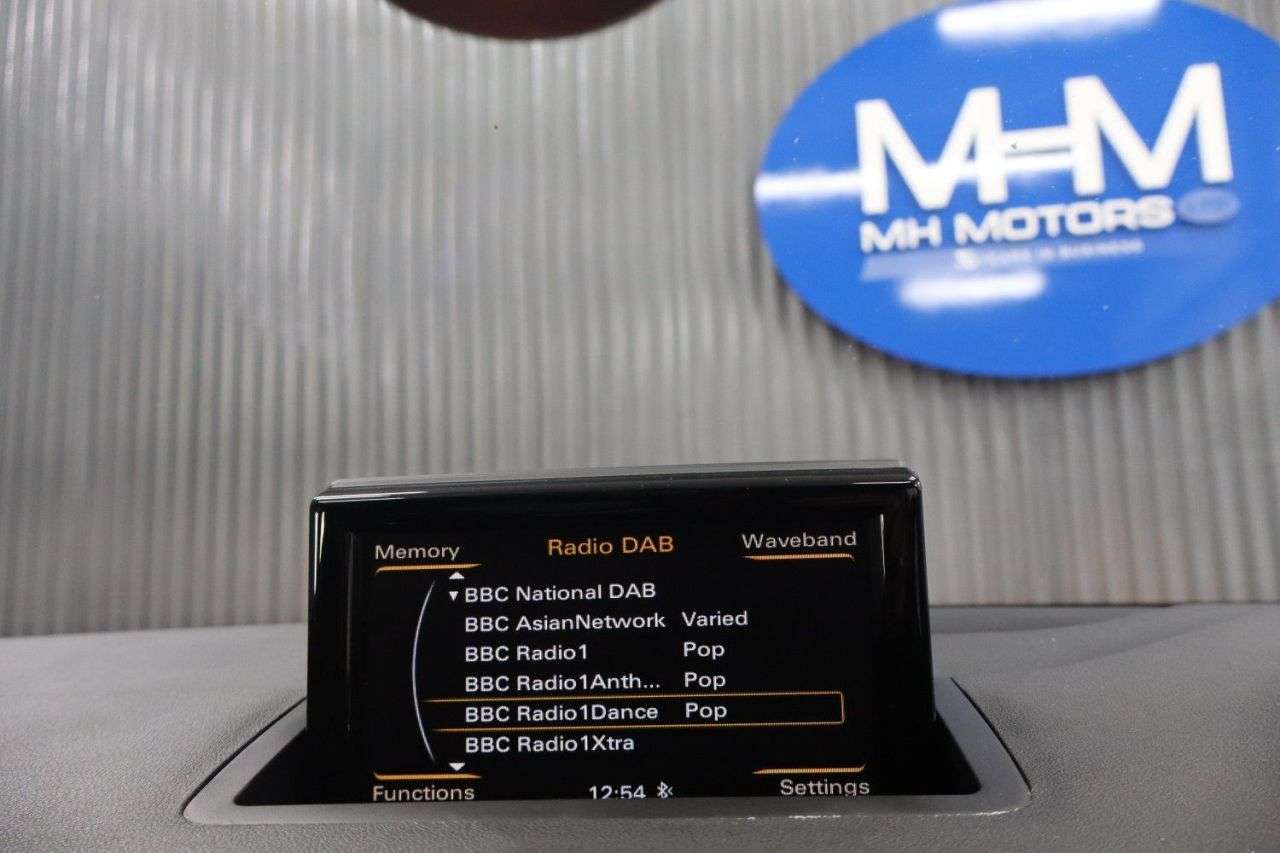 MHM
MH MOTORS
Memory
Radio DAB
Waveband
BBC National DAB
BBC AsianNetwork Varied
BBC Radio1 Pop
BBC Radio1Anth... Pop
BBC Radio1Dance Pop
BBC Radio1Xtra
Functions
12:54
Settings